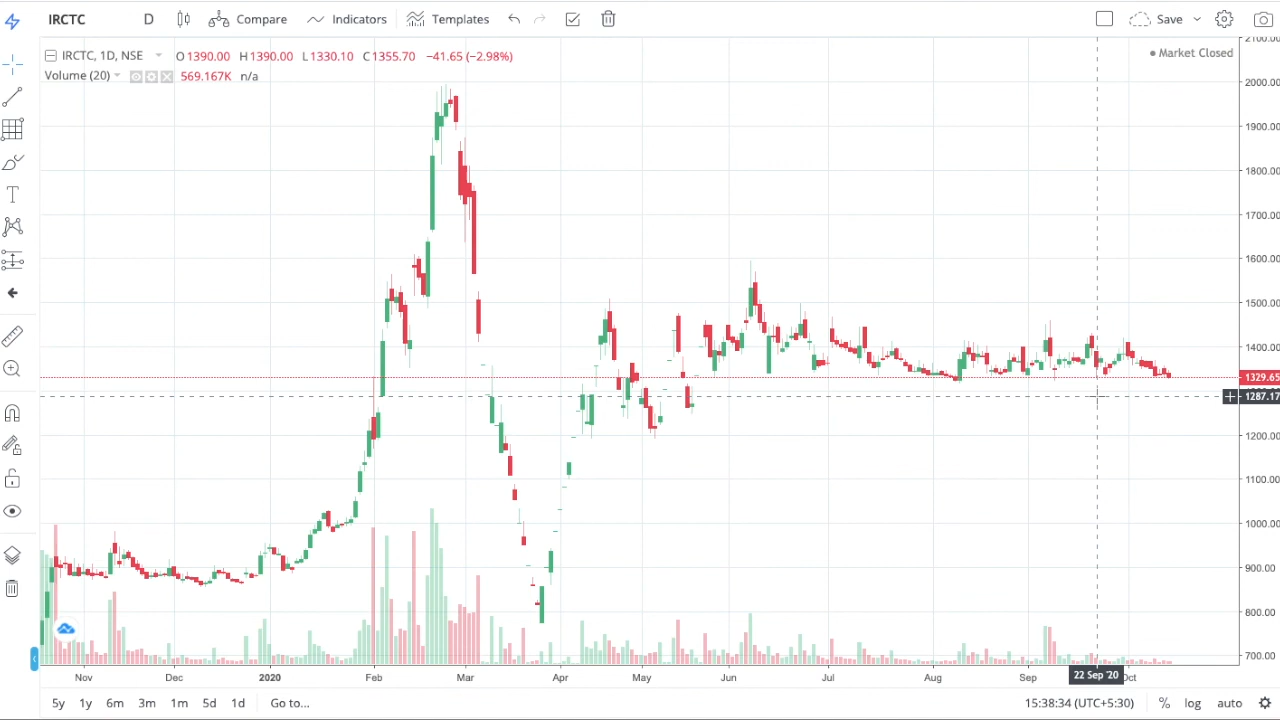 IRCTC D Compare Indicators Templates Save
IRCTC, 1D, NSE O 1390.00 H 1390.00 L 1330.10 C 1355.70 −41.65 (−2.98%)
Market Closed
Volume (20) 569.167K n/a
2100.00
2000.00
1900.00
1800.00
1700.00
1600.00
1500.00
1400.00
1329.65
1287.17
1200.00
1100.00
1000.00
900.00
800.00
700.00
Nov Dec 2020 Feb Mar Apr May Jun Jul Aug Sep 22 Sep '20 Oct
5y 1y 6m 3m 1m 5d 1d Go to... 15:38:34 (UTC+5:30) % log auto